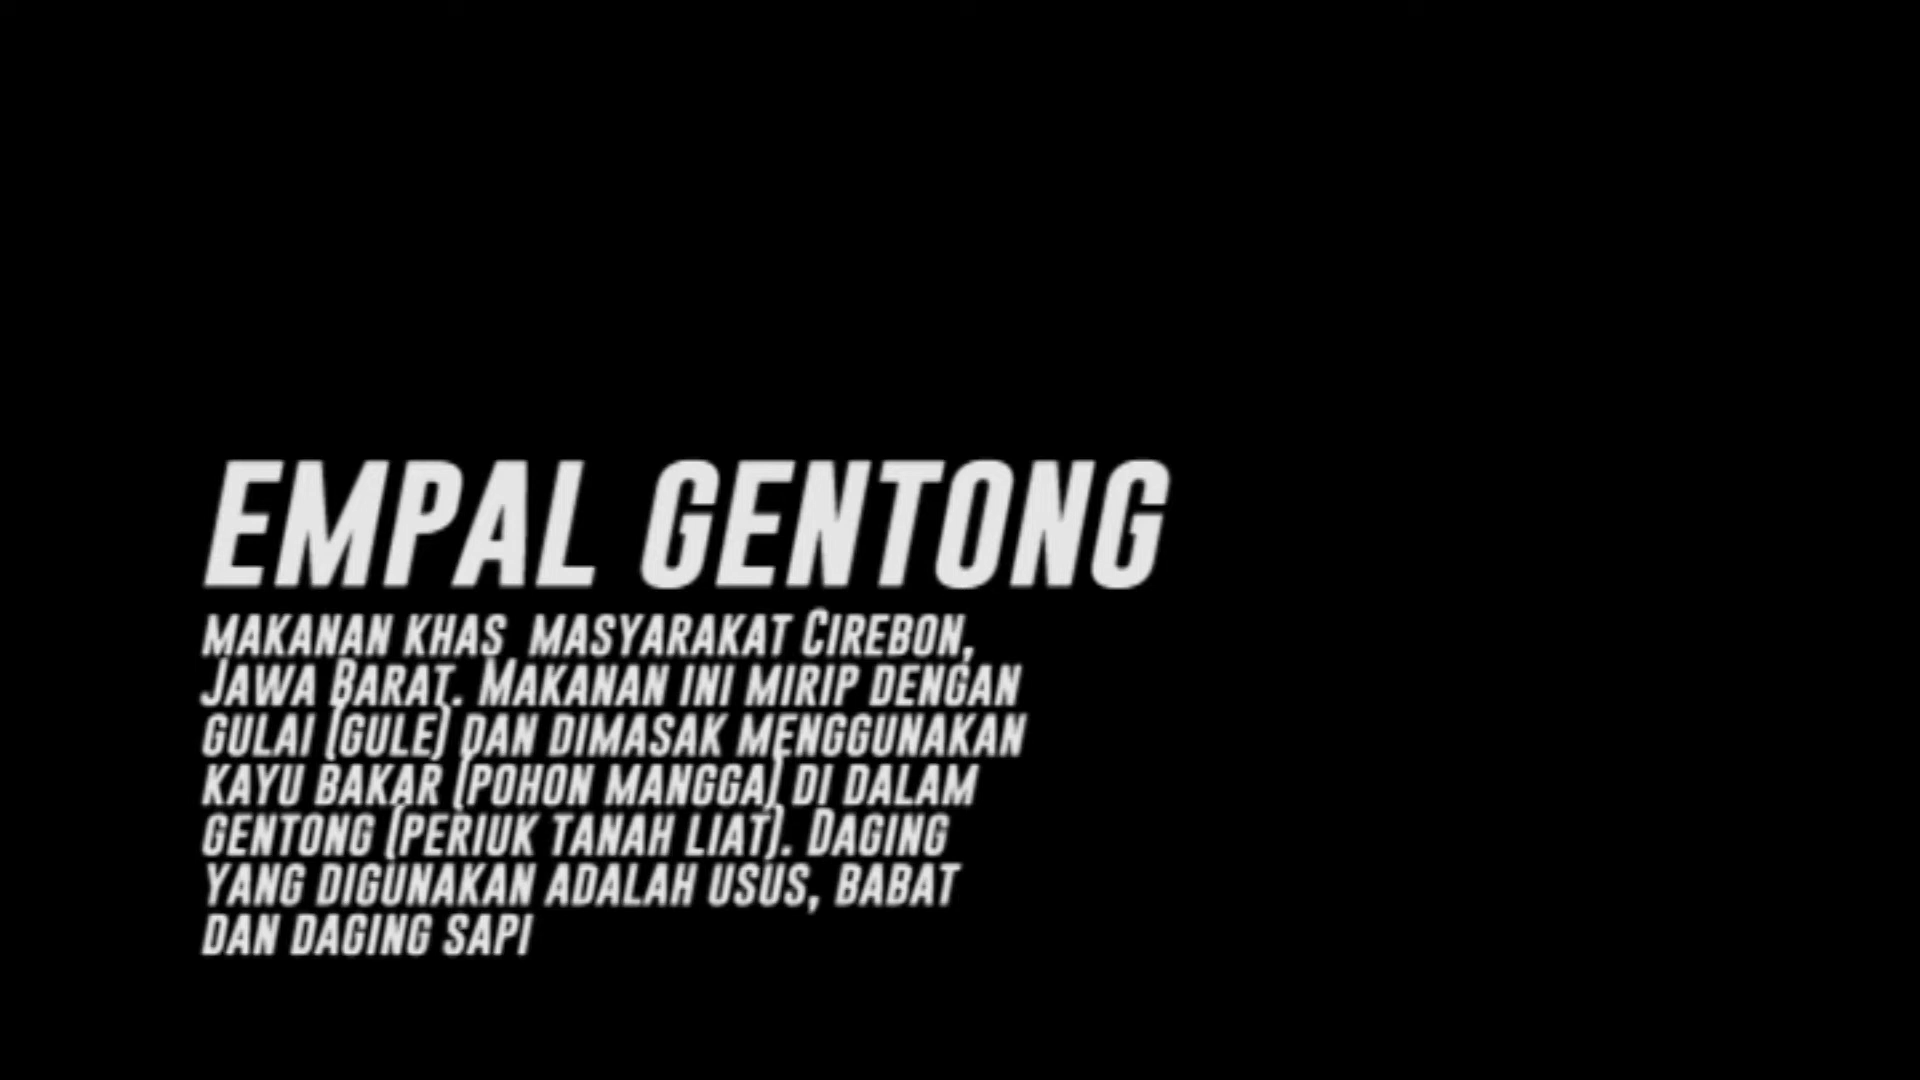 EMPAL GENTONG
MAKANAN KHAS MASYARAKAT CIREBON,
JAWA BARAT. MAKANAN INI MIRIP DENGAN
GULAI (GULE) DAN DIMASAK MENGGUNAKAN
KAYU BAKAR (POHON MANGGA) DI DALAM
GENTONG (PERIUK TANAH LIAT). DAGING
YANG DIGUNAKAN ADALAH USUS, BABAT
DAN DAGING SAPI